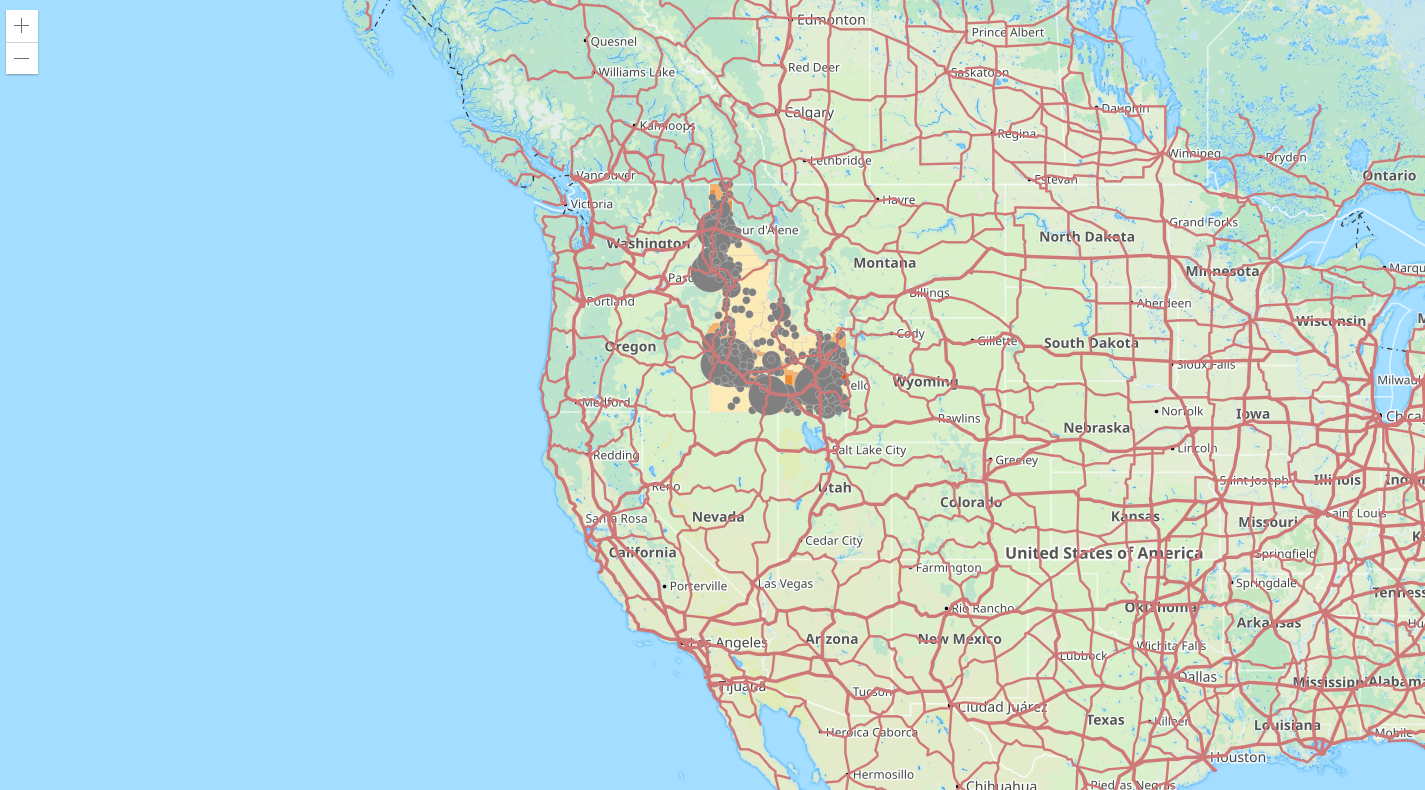 Edmonton
Prince Albert
Quesnel
Red Deer
Williams Lake
Saskatoon
Calgary
Dauphin
Kamloops
Regina
Winnipeg
Dryden
Lethbridge
Vancouver
Estevan
Ontario
Havre
Victoria
Grand Forks
ur d'Alene
North Dakota
Washington
Montana
Minnesota
Marqu
Pasc
Billings
Portland
Aberdeen
Wisconsin
M
Cody
Gillette
South Dakota
Oregon
Sioux Falls
Milwau
ello
Wyoming
Medford
Norfolk
Iowa
Chica
Rawlins
Nebraska
Lincoln
Redding
Salt Lake City
Greeley
Saint Joseph
Illinois
Ind
Reno
Utah
Colorado
Saint Louis
Santa Rosa
Nevada
Kansas
Missouri
K
Cedar City
California
United States of America
Springfield
Farmington
Porterville
Las Vegas
Springdale
Tenness
Rio Rancho
Oklahoma
Arkansas
Hu
Los Angeles
Arizona
New Mexico
Wichita Falls
Lubbock
Dallas
Tijuana
Tucson
Mississippi
Alabama
Ciudad Juárez
Texas
Killeen
Louisiana
Heroica Caborca
Mobile
Houston
Hermosillo
Chihuahua
Piedras Negras